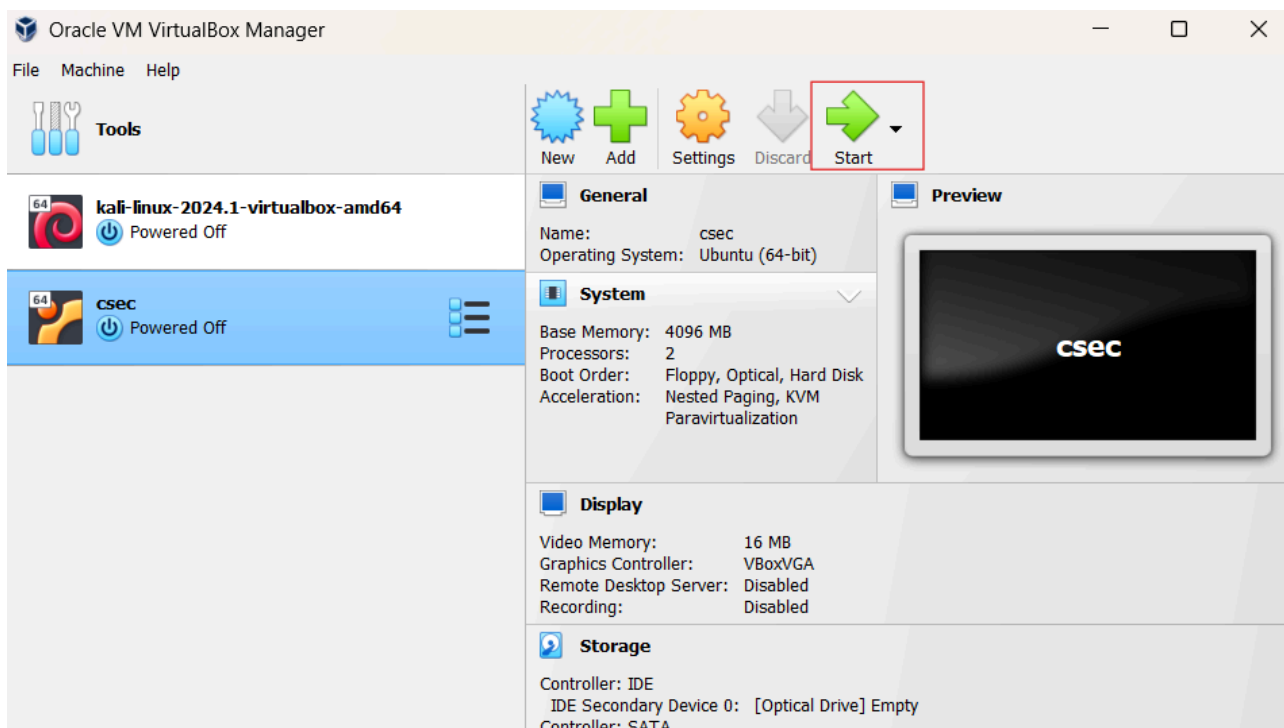 Oracle VM VirtualBox Manager
File Machine Help
Tools
New Add Settings Discard Start
64
kali-linux-2024.1-virtualbox-amd64
Powered Off
64
csec
Powered Off
General
Name: csec
Operating System: Ubuntu (64-bit)
System
Base Memory: 4096 MB
Processors: 2
Boot Order: Floppy, Optical, Hard Disk
Acceleration: Nested Paging, KVM
Paravirtualization
Preview
csec
Display
Video Memory: 16 MB
Graphics Controller: VBoxVGA
Remote Desktop Server: Disabled
Recording: Disabled
Storage
Controller: IDE
IDE Secondary Device 0: [Optical Drive] Empty
Controller: SATA